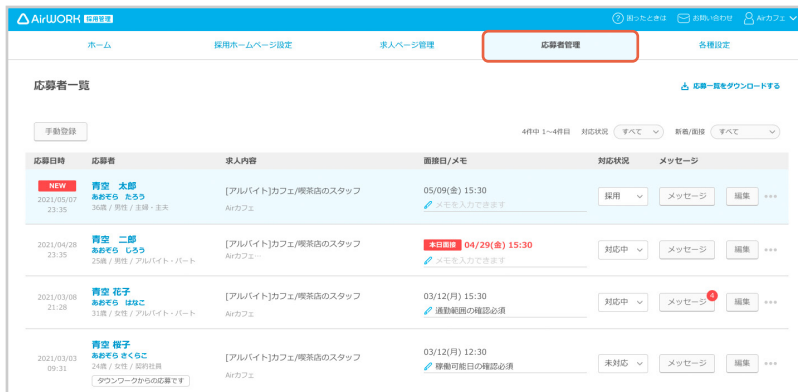 AirWORK 採用管理
困ったときは お問い合わせ Airカフェ
ホーム 採用ホームページ設定 求人ページ管理 応募者管理 各種設定
応募者一覧
応募一覧をダウンロードする
手動登録
4件中 1～4件目 対応状況 すべて 新着/面接 すべて
応募日時 応募者 求人内容 面接日/メモ 対応状況 メッセージ
NEW
2021/05/07
23:35
青空 太郎
あおぞら たろう
36歳 / 男性 / 主婦・主夫
[アルバイト]カフェ/喫茶店のスタッフ
Airカフェ
05/09(金) 15:30
メモを入力できます
採用 メッセージ 編集
2021/04/28
23:35
青空 二郎
あおぞら じろう
25歳 / 男性 / アルバイト・パート
[アルバイト]カフェ/喫茶店のスタッフ
Airカフェ…
本日面接 04/29(金) 15:30
メモを入力できます
対応中 メッセージ 編集
2021/03/08
21:28
青空 花子
あおぞら はなこ
31歳 / 女性 / アルバイト・パート
[アルバイト]カフェ/喫茶店のスタッフ
Airカフェ
03/12(月) 15:30
通勤範囲の確認必須
対応中 メッセージ 4 編集
2021/03/03
09:31
青空 桜子
あおぞら さくらこ
24歳 / 女性 / 契約社員
タウンワークからの応募です
[アルバイト]カフェ/喫茶店のスタッフ
Airカフェ
03/12(月) 12:30
稼働可能日の確認必須
未対応 メッセージ 編集